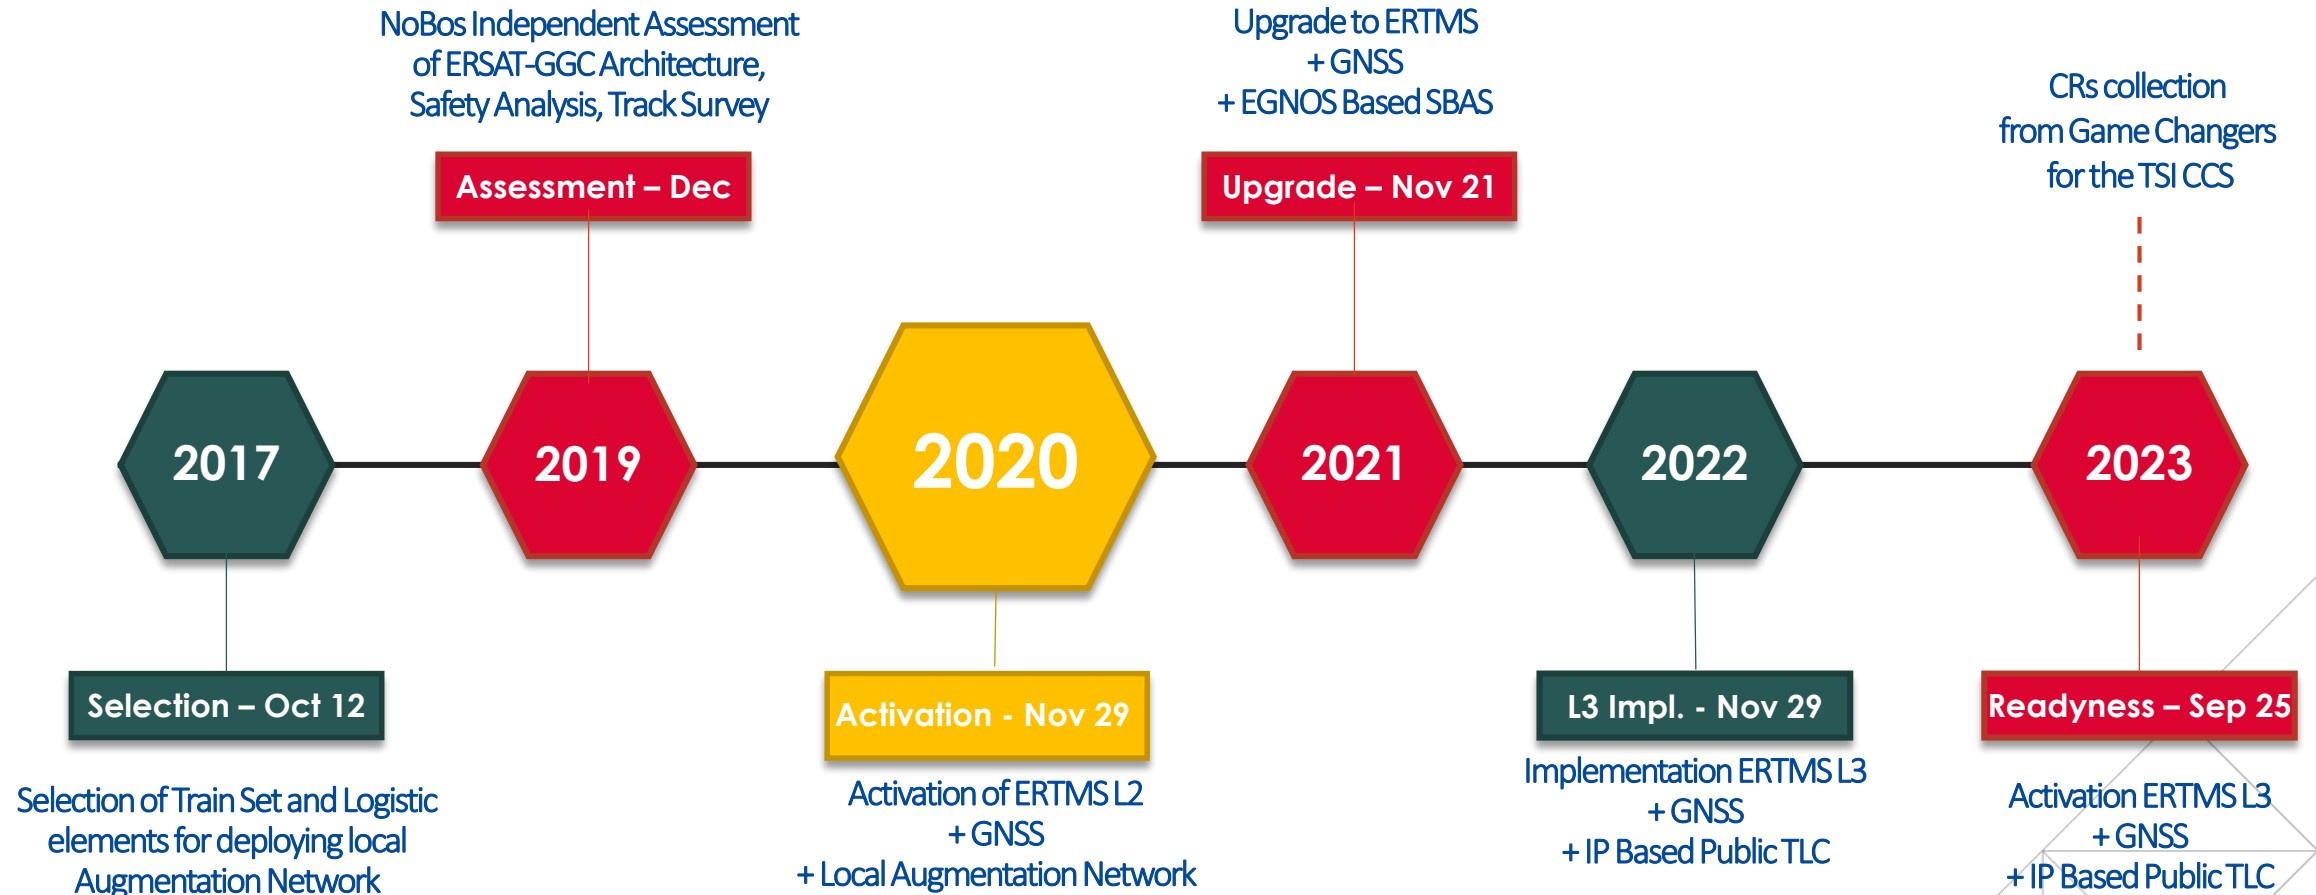 NoBos Independent Assessment
of ERSAT-GGC Architecture,
Safety Analysis, Track Survey
Upgrade to ERTMS
+ GNSS
+ EGNOS Based SBAS
CRs collection
from Game Changers
for the TSI CCS
Assessment – Dec
Upgrade – Nov 21
2017
2019
2020
2021
2022
2023
Selection – Oct 12
Activation - Nov 29
L3 Impl. - Nov 29
Readyness – Sep 25
Selection of Train Set and Logistic
elements for deploying local
Augmentation Network
Activation of ERTMS L2
+ GNSS
+ Local Augmentation Network
Implementation ERTMS L3
+ GNSS
+ IP Based Public TLC
Activation ERTMS L3
+ GNSS
+ IP Based Public TLC